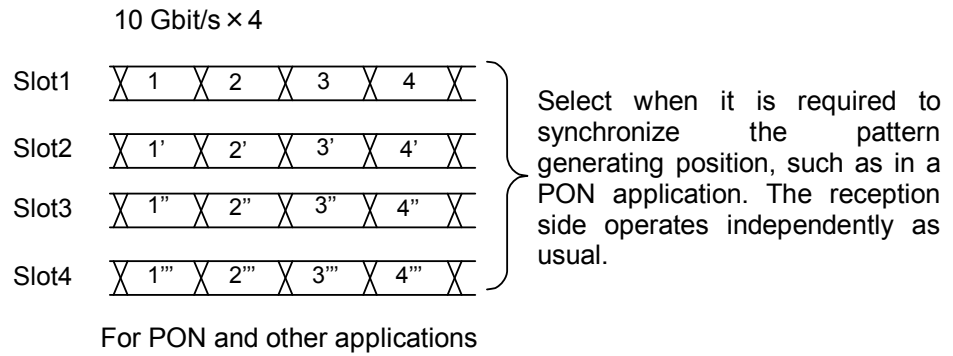 10 Gbit/s × 4
Slot1 1 2 3 4
Slot2 1’ 2’ 3’ 4’
Slot3 1” 2” 3” 4”
Slot4 1”’ 2”’ 3”’ 4”’
Select when it is required to
synchronize the pattern
generating position, such as in a
PON application. The reception
side operates independently as
usual.
For PON and other applications